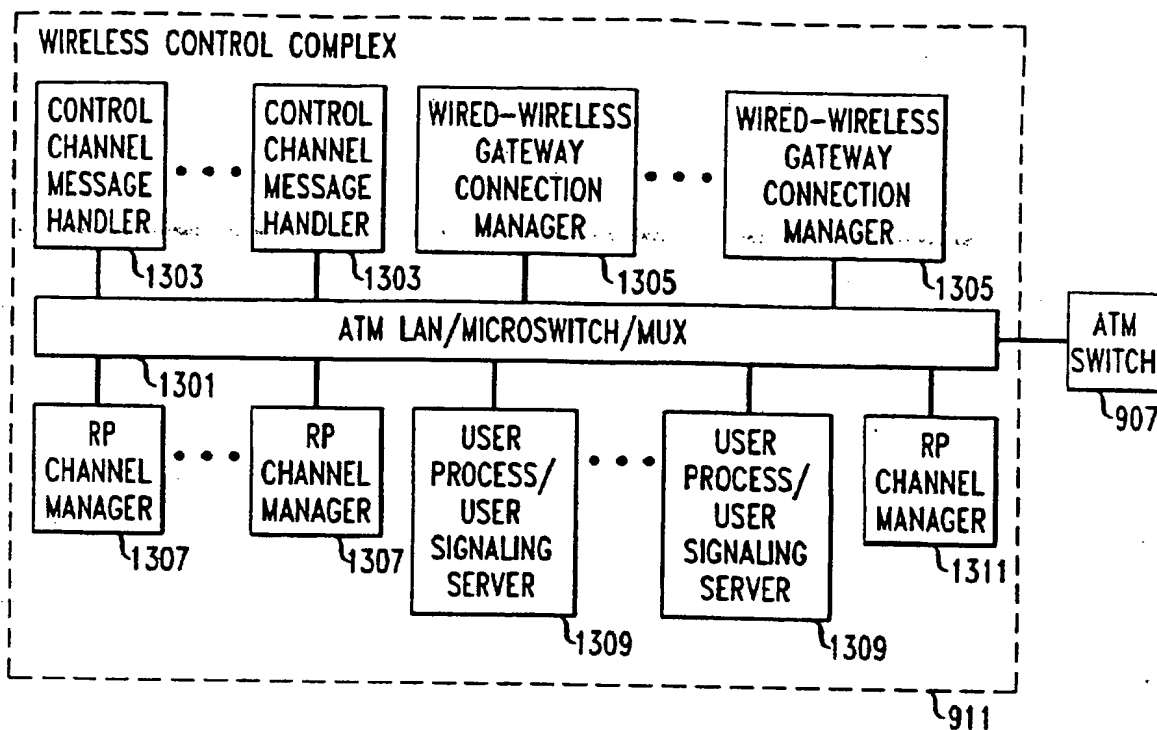 WIRELESS CONTROL COMPLEX
CONTROL
CHANNEL
MESSAGE
HANDLER
1303
CONTROL
CHANNEL
MESSAGE
HANDLER
1303
WIRED-WIRELESS
GATEWAY
CONNECTION
MANAGER
1305
WIRED-WIRELESS
GATEWAY
CONNECTION
MANAGER
1305
ATM LAN/MICROSWITCH/MUX
1301
ATM
SWITCH
907
RP
CHANNEL
MANAGER
1307
RP
CHANNEL
MANAGER
1307
USER
PROCESS/
USER
SIGNALING
SERVER
1309
USER
PROCESS/
USER
SIGNALING
SERVER
1309
RP
CHANNEL
MANAGER
1311
911